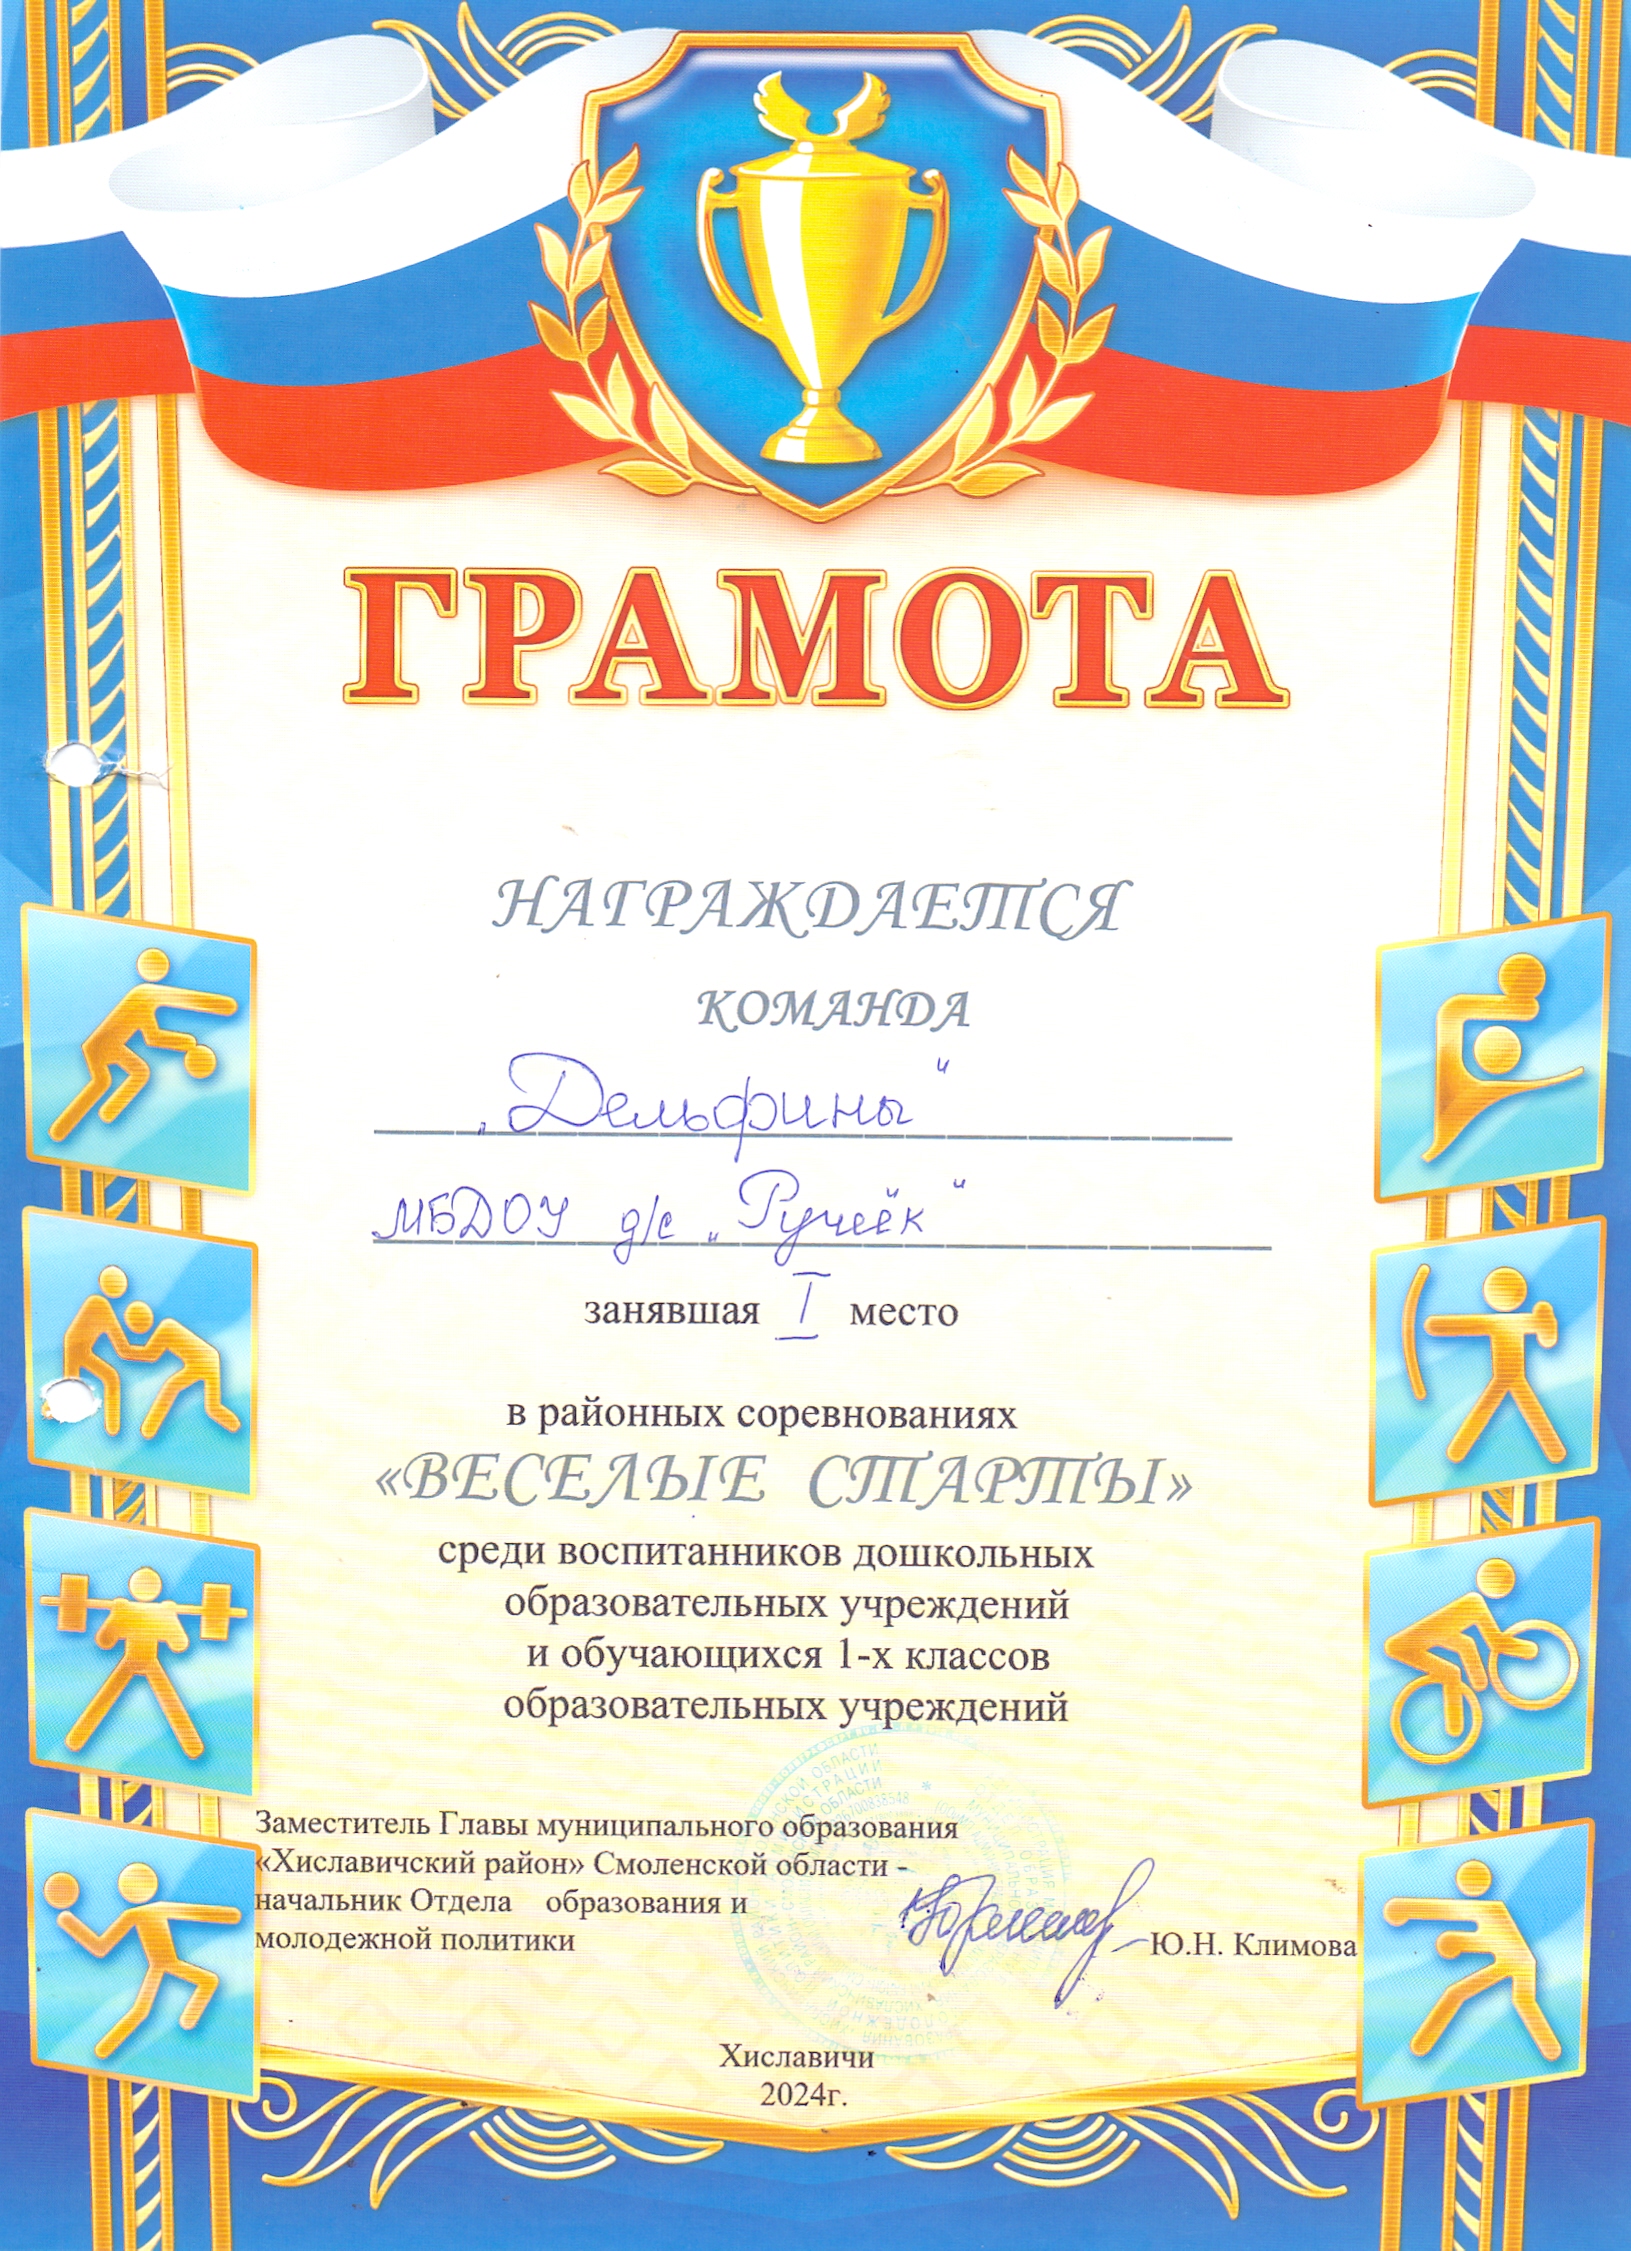 ГРАМОТА
НАГРАЖДАЕТСЯ
КОМАНДА
„Дельфины“
МБДОУ д/с „Ручеёк“
занявшая I место
в районных соревнованиях
«ВЕСЕЛЫЕ СТАРТЫ»
среди воспитанников дошкольных
образовательных учреждений
и обучающихся 1-х классов
образовательных учреждений
Заместитель Главы муниципального образования
«Хиславичский район» Смоленской области -
начальник Отдела образования и
молодежной политики
Ю.Н. Климова
Хиславичи
2024г.